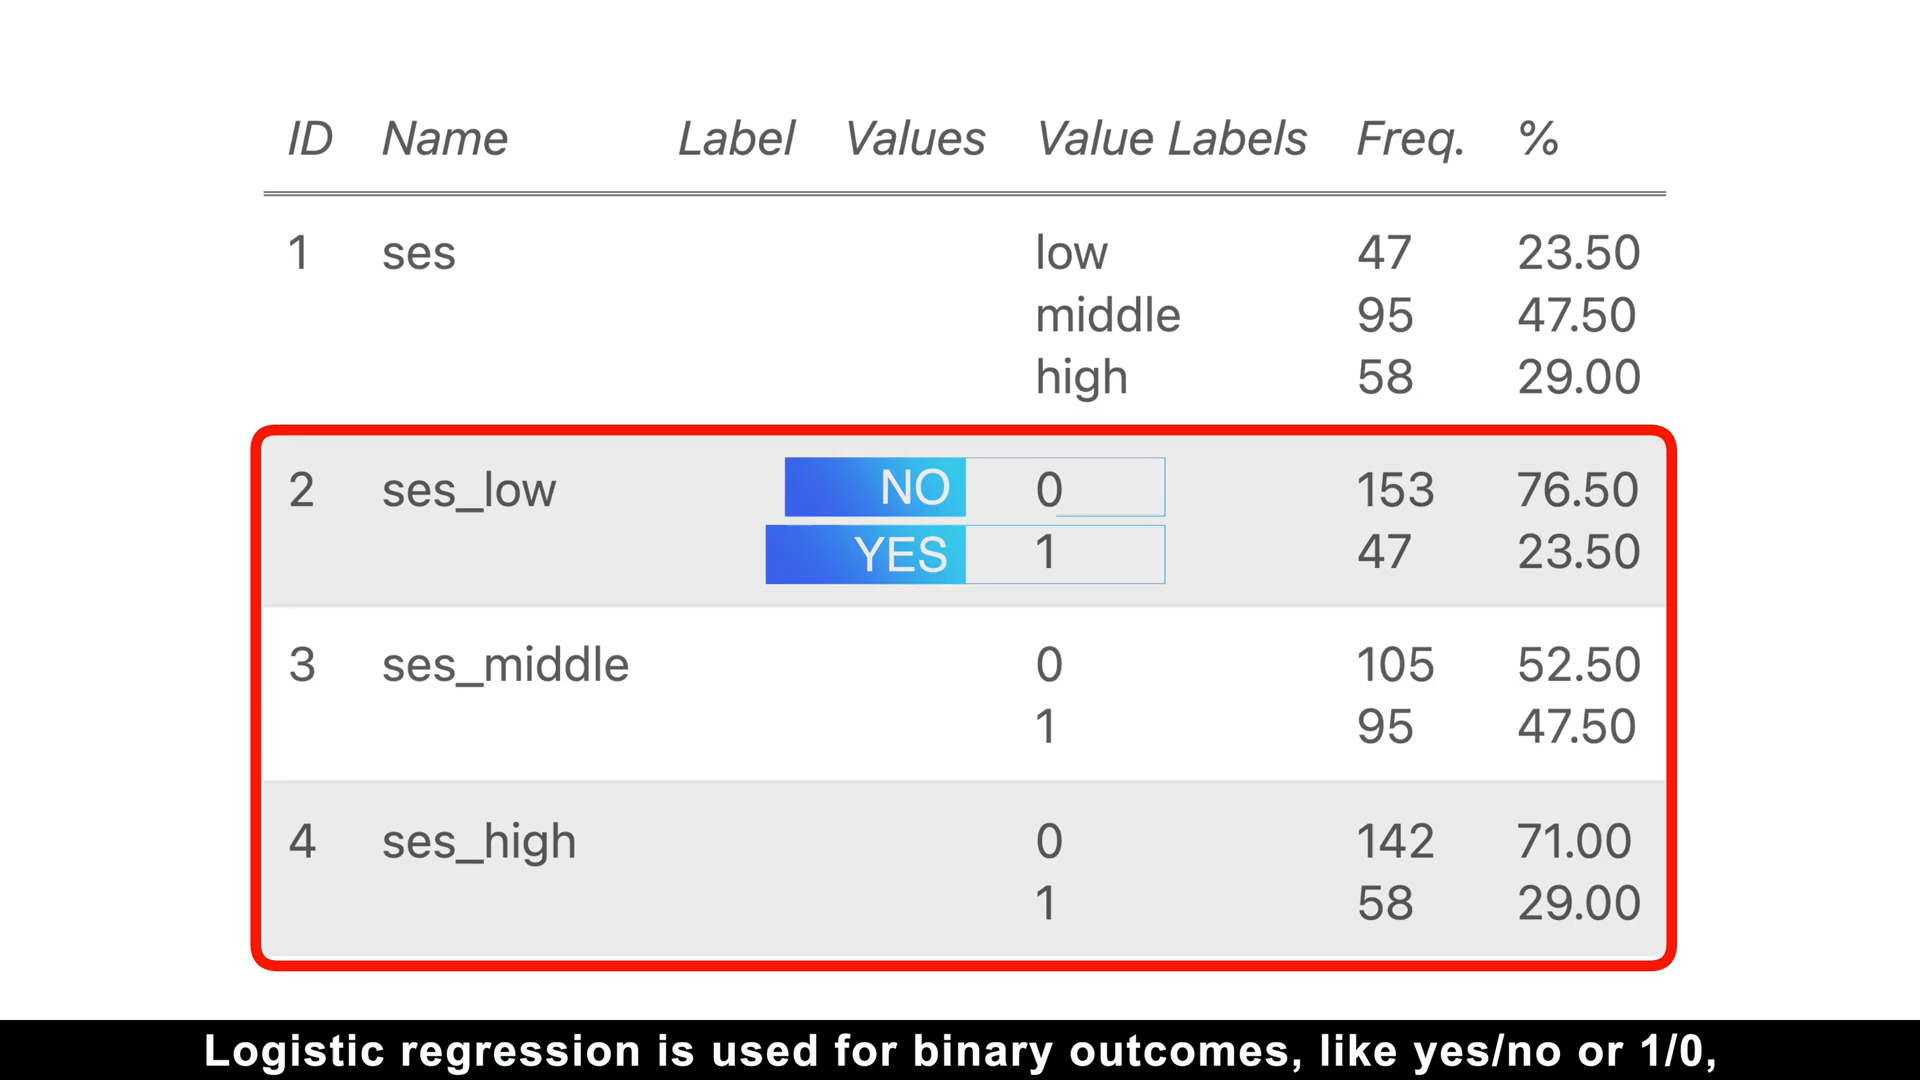 ID Name Label Values Value Labels Freq. %
1 ses low 47 23.50
middle 95 47.50
high 58 29.00
2 ses_low NO 0 153 76.50
YES 1 47 23.50
3 ses_middle 0 105 52.50
1 95 47.50
4 ses_high 0 142 71.00
1 58 29.00
Logistic regression is used for binary outcomes, like yes/no or 1/0,